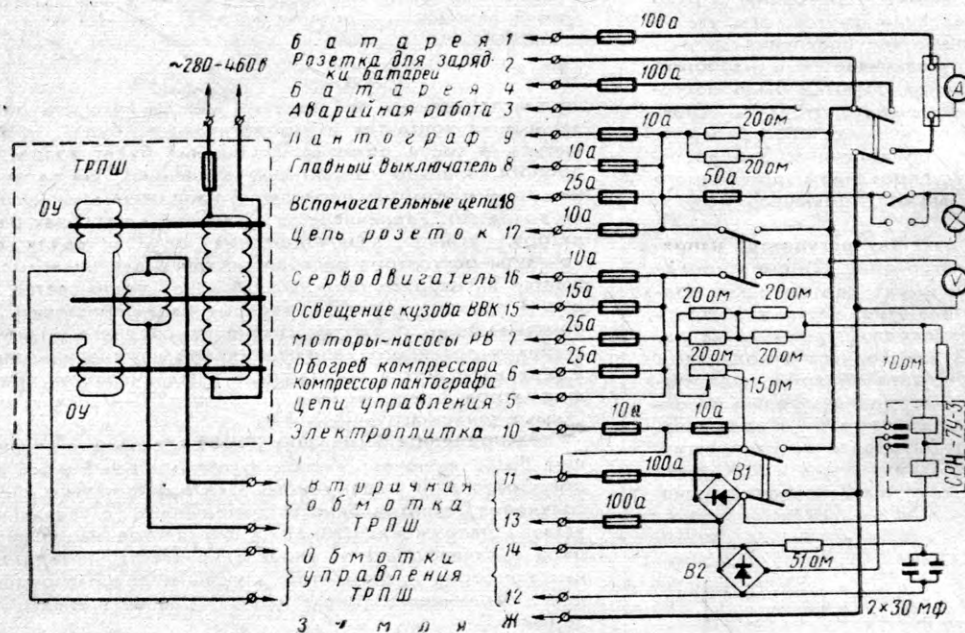 ~280-460в
ТРПШ
ОУ
ОУ
Батарея 1
Розетка для заряд-
ки батареи 2
Батарея 4
Аварийная работа 3
Пантограф 9
Главный выключатель 8
Вспомогательные цепи 18
Цепь розеток 17
Серводвигатель 16
Освещение кузова ВВК 15
Моторы-насосы РВ 7
Обогрев компрессора 6
компрессор пантографа
Цепи управления 5
Электроплитка 10
Вторичная
обмотка
ТРПШ
11
13
Обмотки
управления
ТРПШ
14
12
Земля Ж
100а
100а
10а
10а
25а
10а
10а
15а
25а
25а
10а
10а
100а
100а
20ом
20ом
50а
20ом
20ом
20ом
20ом
15ом
10ом
А
V
СРН-7У-3
В1
В2
51ом
2×30 мф